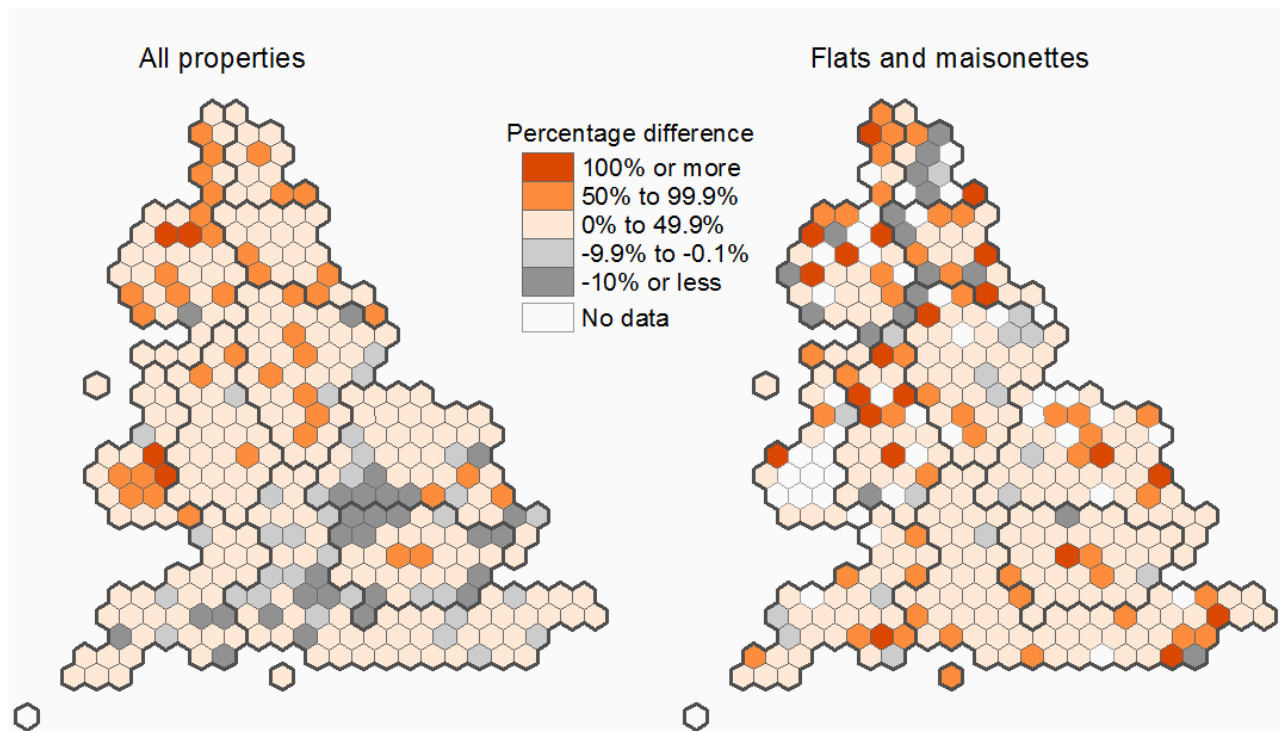 All properties
Flats and maisonettes
Percentage difference
100% or more
50% to 99.9%
0% to 49.9%
-9.9% to -0.1%
-10% or less
No data